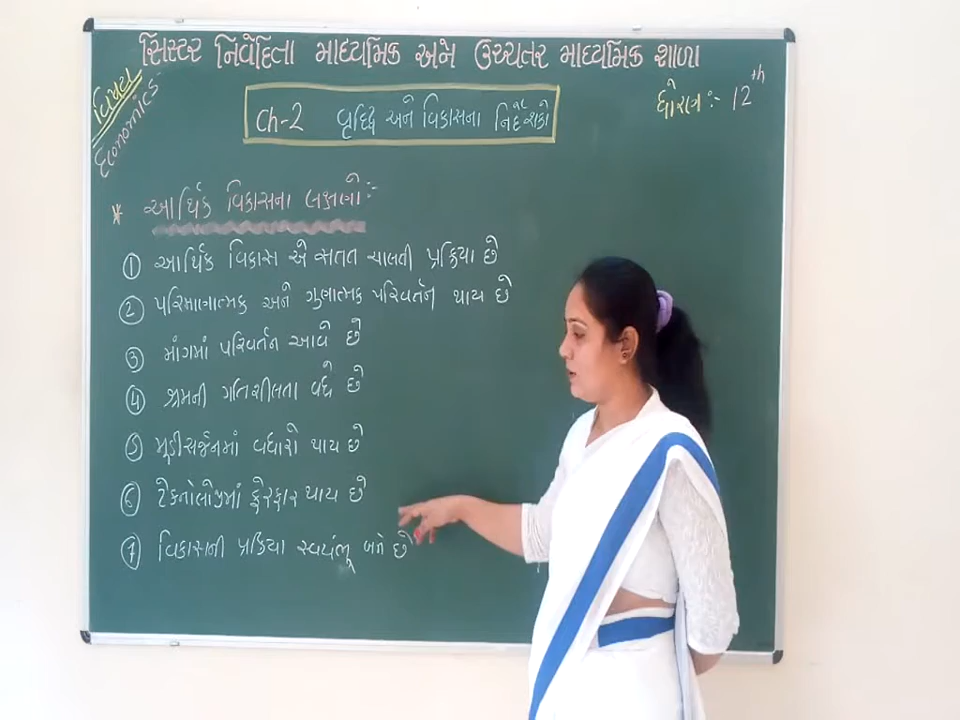 સિસ્ટર નિવેદિતા માધ્યમિક અને ઉચ્ચતર માધ્યમિક શાળા
વિષય
Economics
Ch-2 વૃદ્ધિ અને વિકાસના નિર્દેશકો
ધોરણ :- 12th
* આર્થિક વિકાસના લક્ષણો :-
① આર્થિક વિકાસ એ સતત ચાલતી પ્રક્રિયા છે
② પરિમાણાત્મક અને ગુણાત્મક પરિવર્તન થાય છે
③ માંગમાં પરિવર્તન આવે છે
④ શ્રમની ગતિશીલતા વધે છે
⑤ મૂડીસર્જનમાં વધારો થાય છે
⑥ ટેકનોલોજીમાં ફેરફાર થાય છે
⑦ વિકાસની પ્રક્રિયા સ્વયંભૂ બને છે